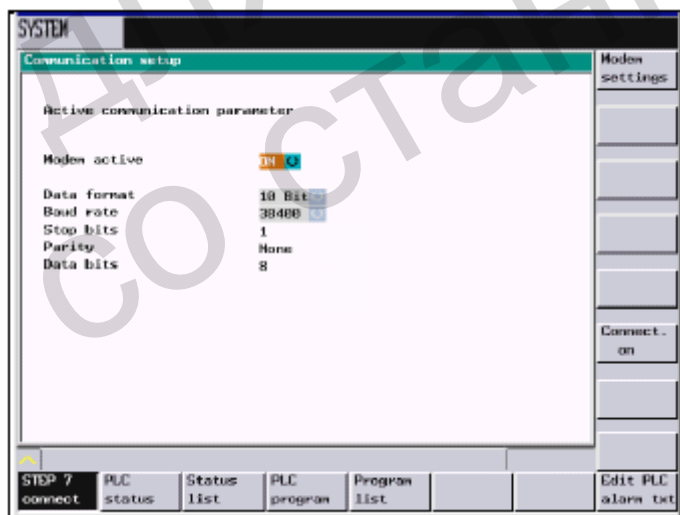 SYSTEM
Communication setup
Modem
settings
Active communication parameter
Modem active ON
Data format 10 Bit
Baud rate 38400
Stop bits 1
Parity None
Data bits 8
Connect.
on
STEP 7
connect
PLC
status
Status
list
PLC
program
Program
list
Edit PLC
alarm txt
со стан